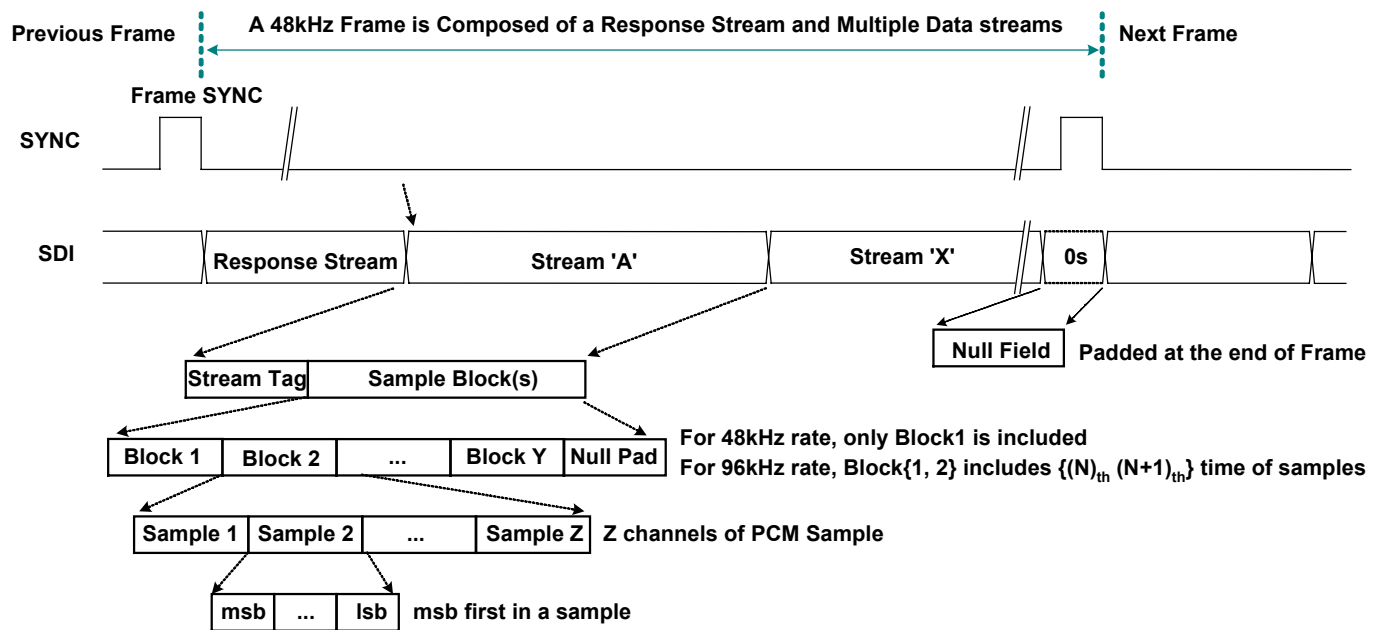 Previous Frame
A 48kHz Frame is Composed of a Response Stream and Multiple Data streams
Next Frame
Frame SYNC
SYNC
SDI
Response Stream
Stream 'A'
Stream 'X'
0s
Null Field
Padded at the end of Frame
Stream Tag
Sample Block(s)
Block 1
Block 2
...
Block Y
Null Pad
For 48kHz rate, only Block1 is included
For 96kHz rate, Block{1, 2} includes {(N)th (N+1)th} time of samples
Sample 1
Sample 2
...
Sample Z
Z channels of PCM Sample
msb
...
lsb
msb first in a sample